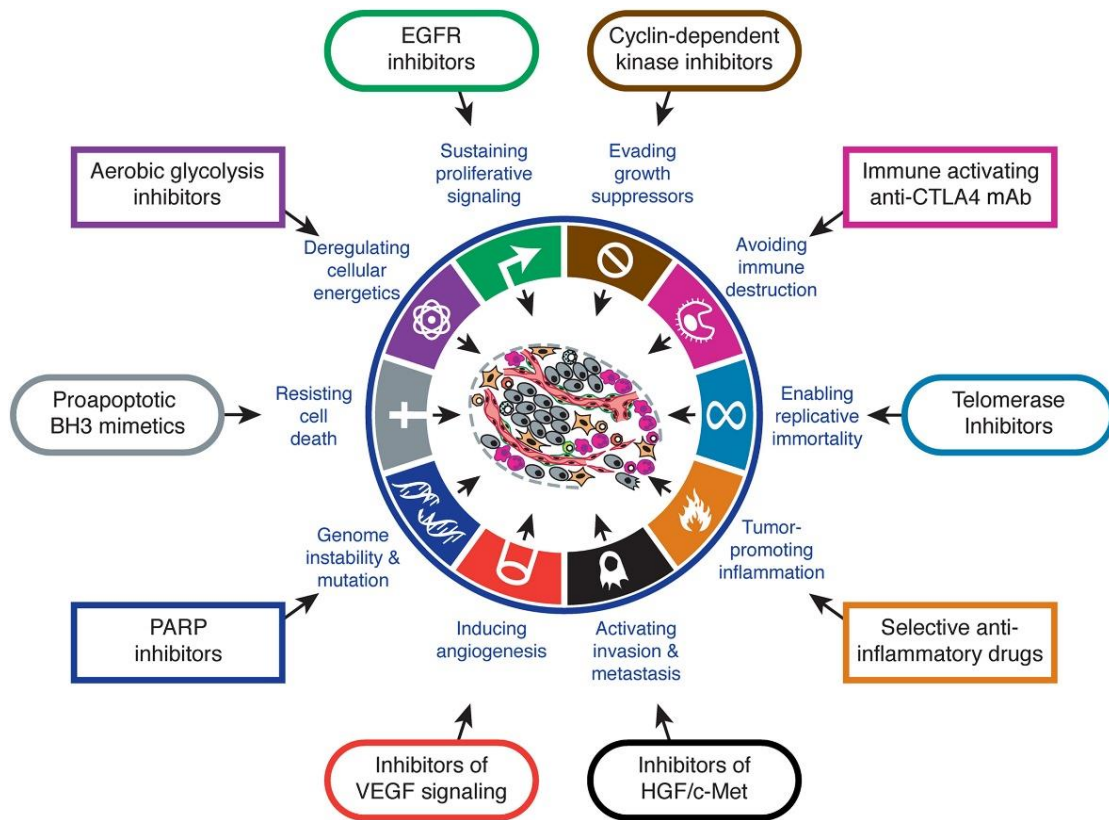 EGFR
inhibitors
Cyclin-dependent
kinase inhibitors
Sustaining
proliferative
signaling
Evading
growth
suppressors
Aerobic glycolysis
inhibitors
Immune activating
anti-CTLA4 mAb
Deregulating
cellular
energetics
Avoiding
immune
destruction
Proapoptotic
BH3 mimetics
Resisting
cell
death
Enabling
replicative
immortality
Telomerase
Inhibitors
Genome
instability &
mutation
Tumor-
promoting
inflammation
PARP
inhibitors
Inducing
angiogenesis
Activating
invasion &
metastasis
Selective anti-
inflammatory drugs
Inhibitors of
VEGF signaling
Inhibitors of
HGF/c-Met